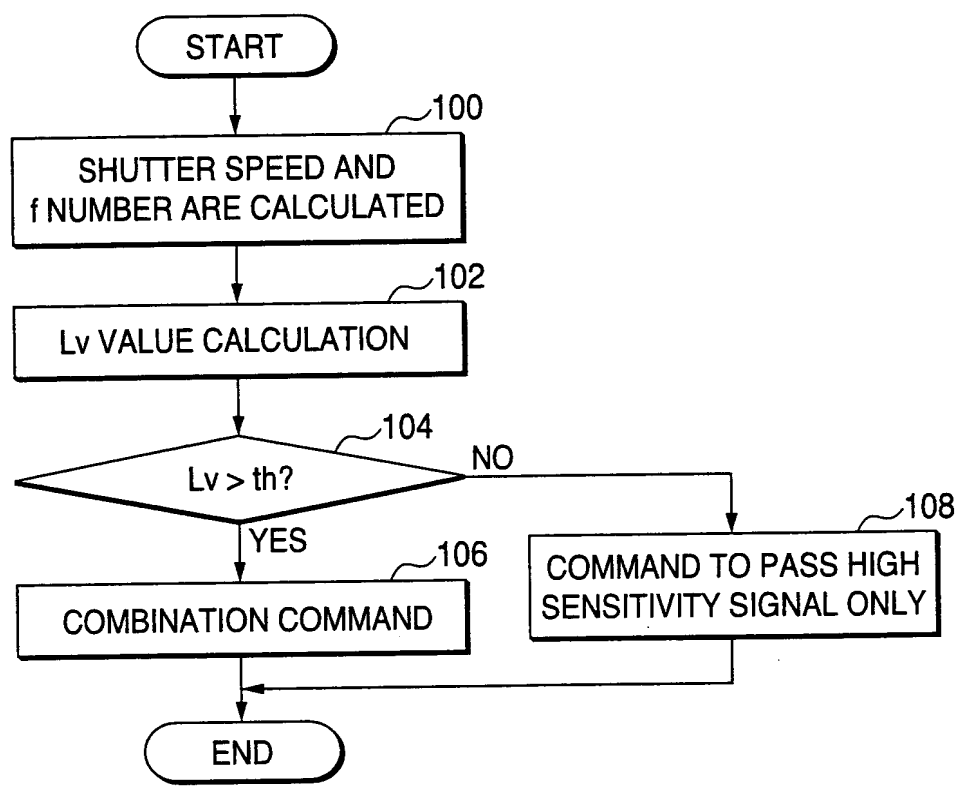 START
100
SHUTTER SPEED AND
f NUMBER ARE CALCULATED
102
Lv VALUE CALCULATION
104
Lv > th?
NO
YES
108
COMMAND TO PASS HIGH
SENSITIVITY SIGNAL ONLY
106
COMBINATION COMMAND
END